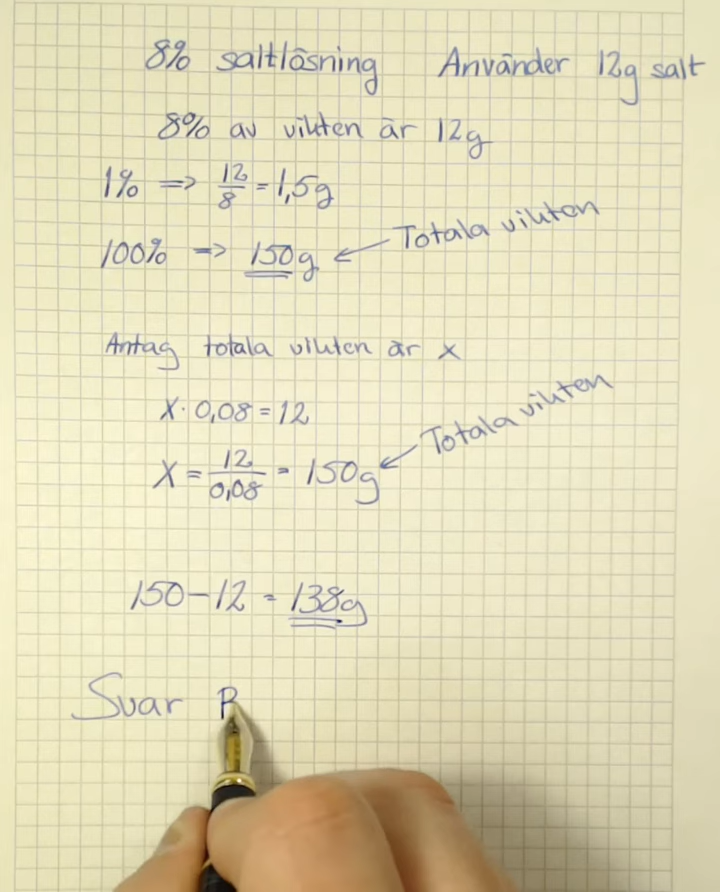 8% saltlösning Använder 12g salt
8% av vikten är 12g
1% => 12/8 = 1,5g
100% => 150g ← Totala vikten
Antag totala vikten är x
x · 0,08 = 12
x = 12/0,08 = 150g ← Totala vikten
150 - 12 = 138g
Svar B